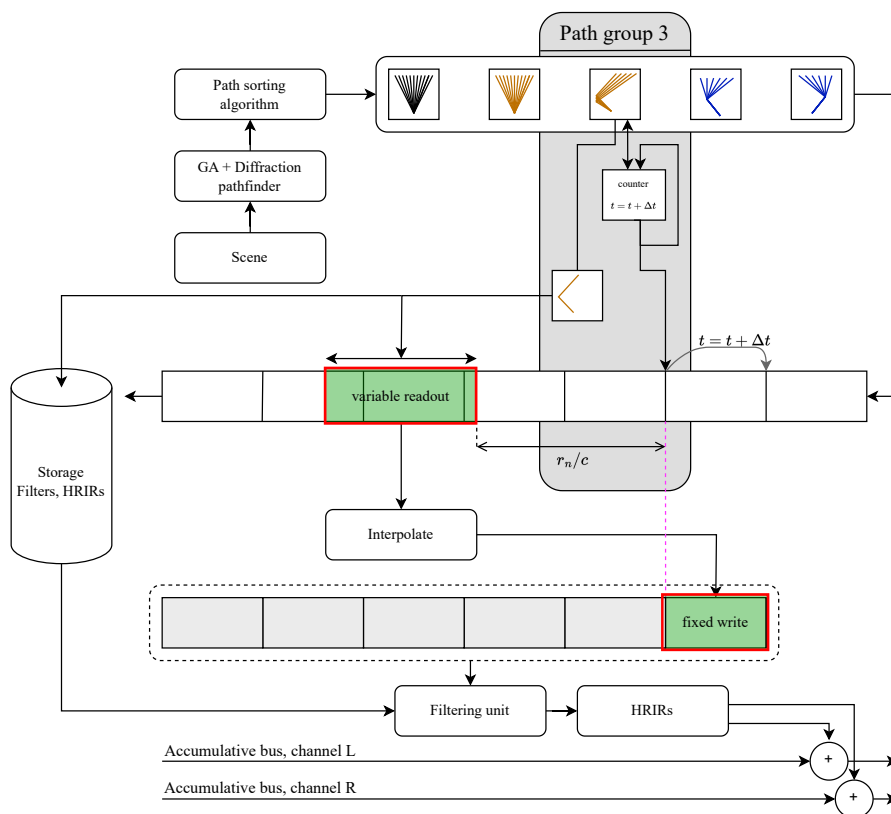 Path group 3
Path sorting
algorithm
GA + Diffraction
pathfinder
counter
t = t + Δt
Scene
t = t + Δt
variable readout
r_n/c
Storage
Filters, HRIRs
Interpolate
fixed write
Filtering unit
HRIRs
Accumulative bus, channel L
+
Accumulative bus, channel R
+